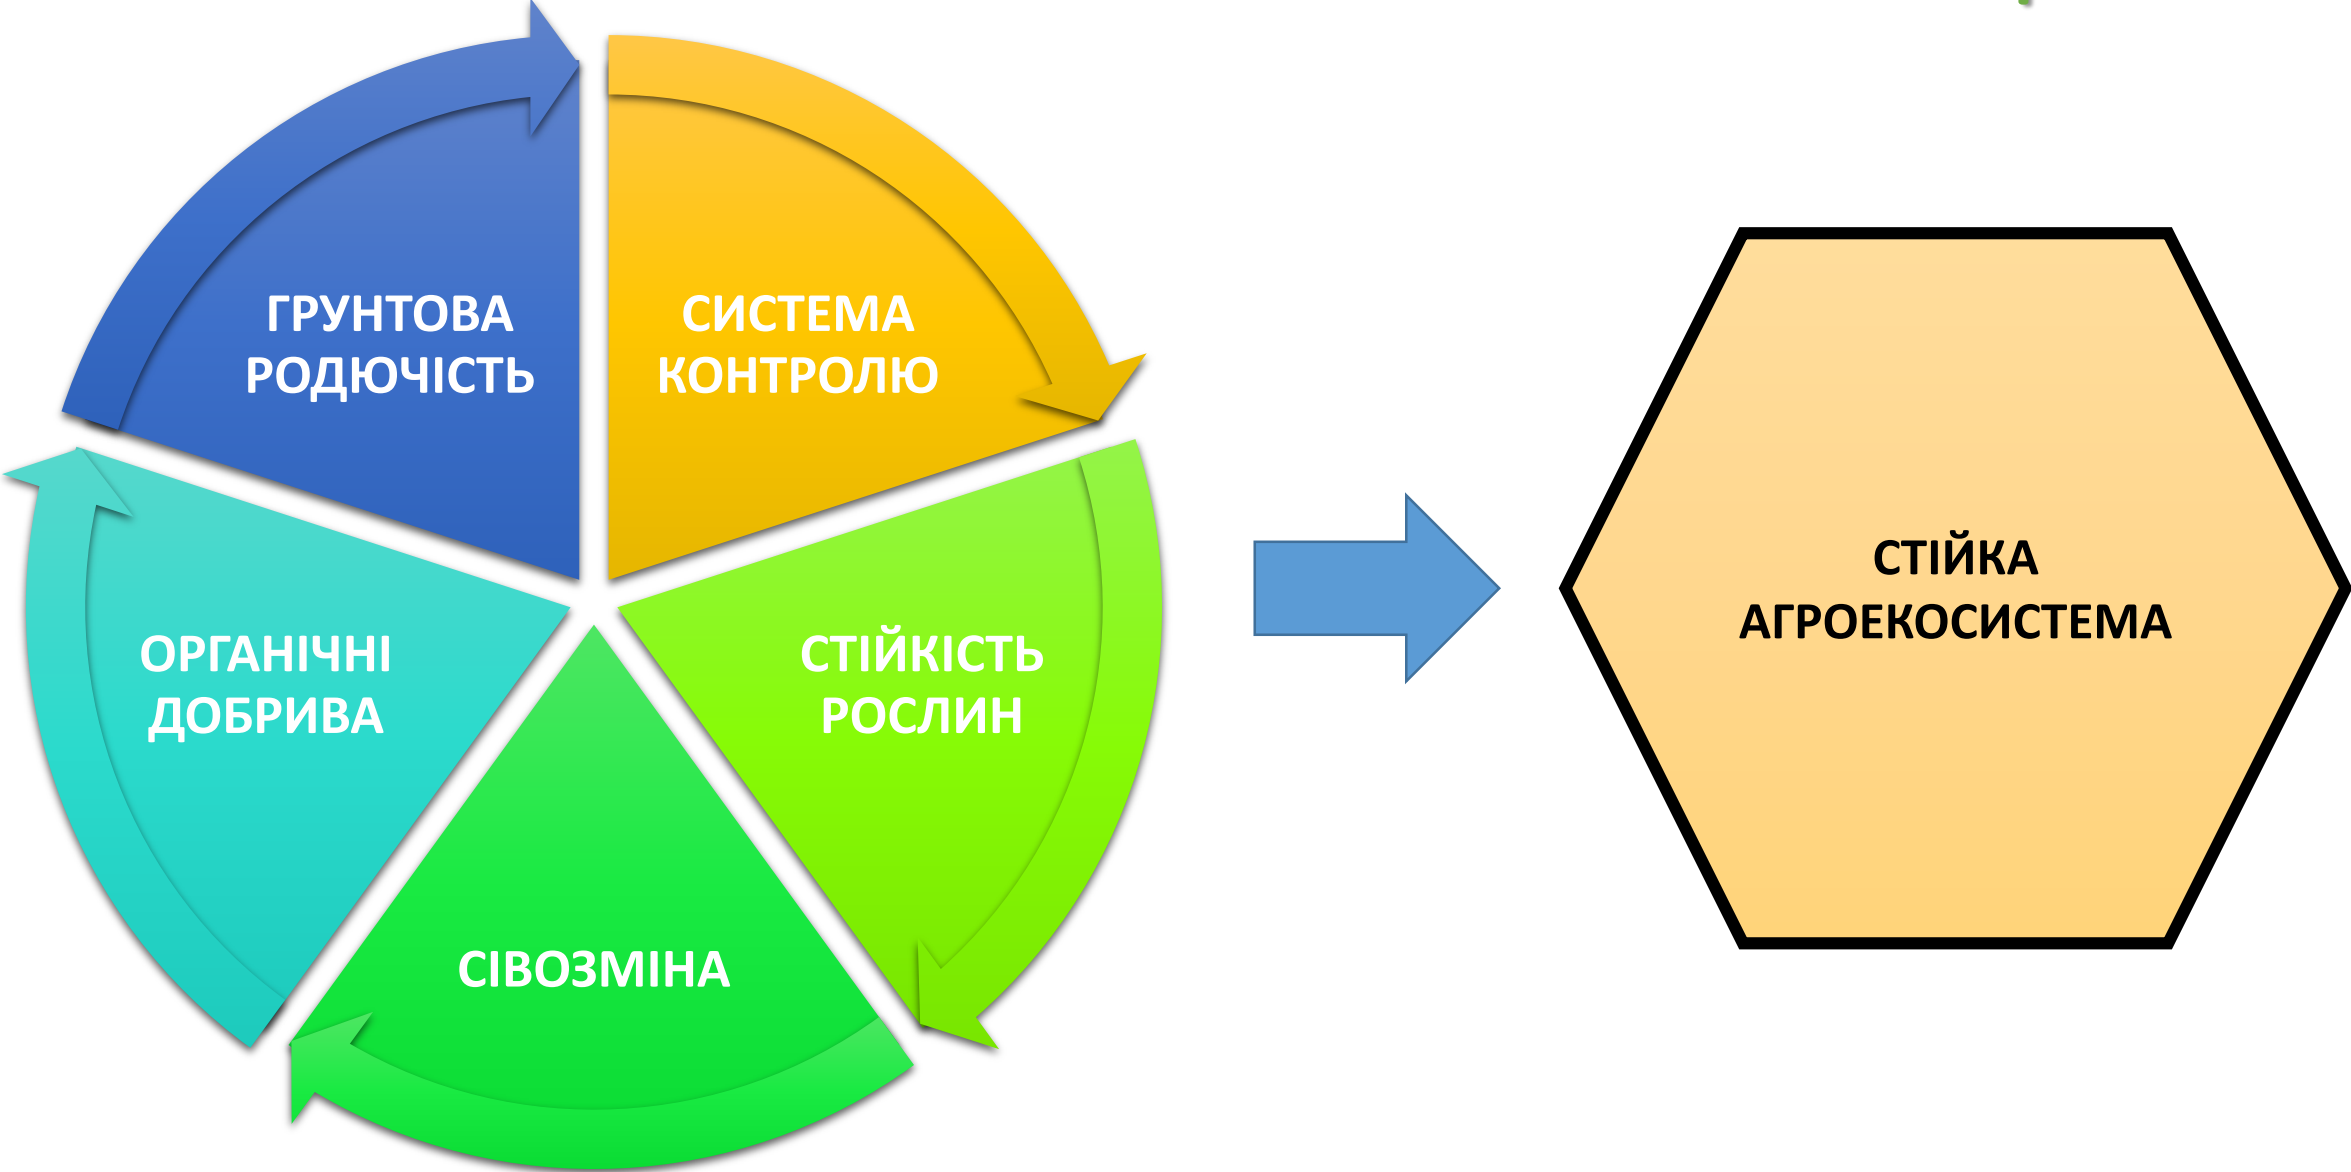 ГРУНТОВА
РОДЮЧІСТЬ
СИСТЕМА
КОНТРОЛЮ
ОРГАНІЧНІ
ДОБРИВА
СТІЙКІСТЬ
РОСЛИН
СІВОЗМІНА
СТІЙКА
АГРОЕКОСИСТЕМА